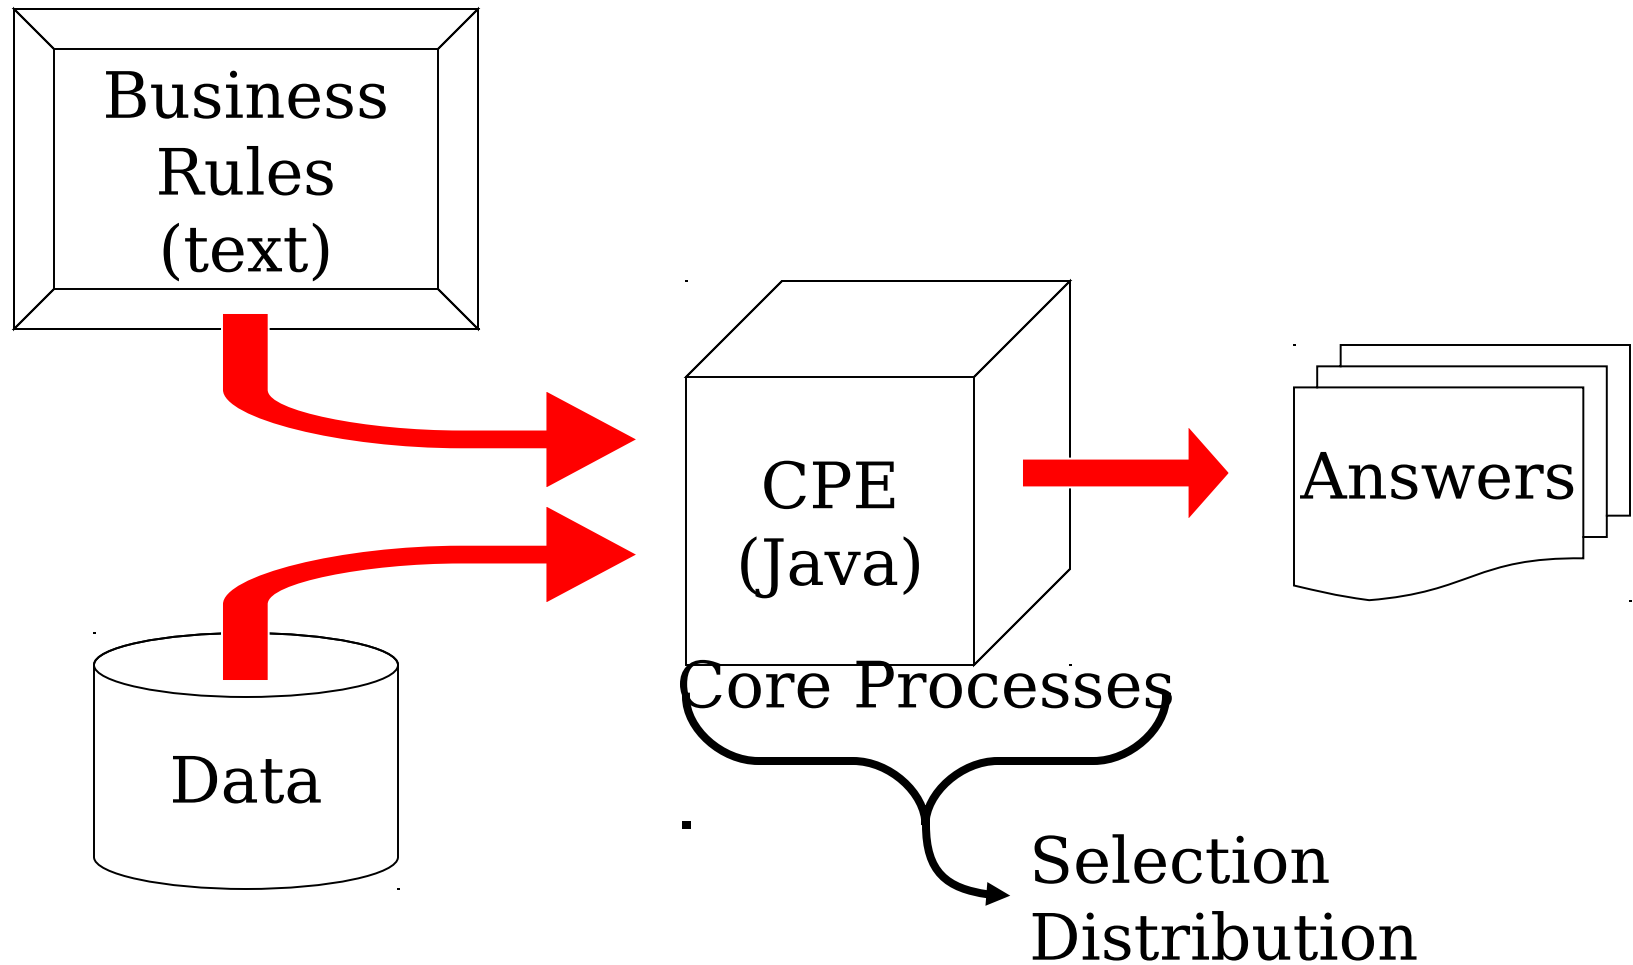 Business
Rules
(text)
CPE
(Java)
Answers
Core Processes
Data
Selection
Distribution